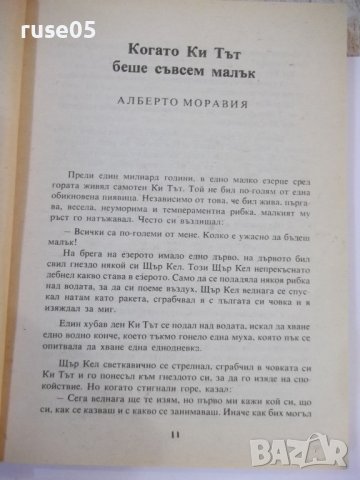 ruse05
Когато Ки Тът
беше съвсем малък
АЛБЕРТО МОРАВИЯ
Преди един милиард години, в едно малко езерце сред
гората живял самотен Ки Тът. Той не бил по-голям от една
обикновена пиявица. Независимо от това, че бил жива, пърга-
ва, весела, неуморима и темпераментна рибка, малкият му
ръст го натъжавал. Често си въздишал:
— Всички са по-големи от мене. Колко е ужасно да бъдеш
малък!
На брега на езерото имало едно дърво, на дървото бил
свил гнездо някой си Щър Кел. Този Щър Кел непрекъснато
дебнел какво става в езерото. Само да се подаляла някоя рибка
над водата, за да си поеме въздух. Щър Кел веднага се спус-
кал натам като ракета, сграбчвал я с дългата си човка и я
изяждал за миг.
Един хубав ден Ки Тът се подал над водата, искал да хване
едно водно конче, което тъкмо гонело една муха, която пък се
опитвала да хване една еднодневка.
Щър Кел светкавично се стрелнал, сграбчил в човката си
Ки Тът и го понесъл към гнездото си, за да го изяде на спо-
койствие. Но когато стигнали горе, казал:
— Сега веднага ще те изям, но първо ми кажи кой си, що
си, как се казваш и с какво се занимаваш. Иначе как бих могъл
11
bazar.bg